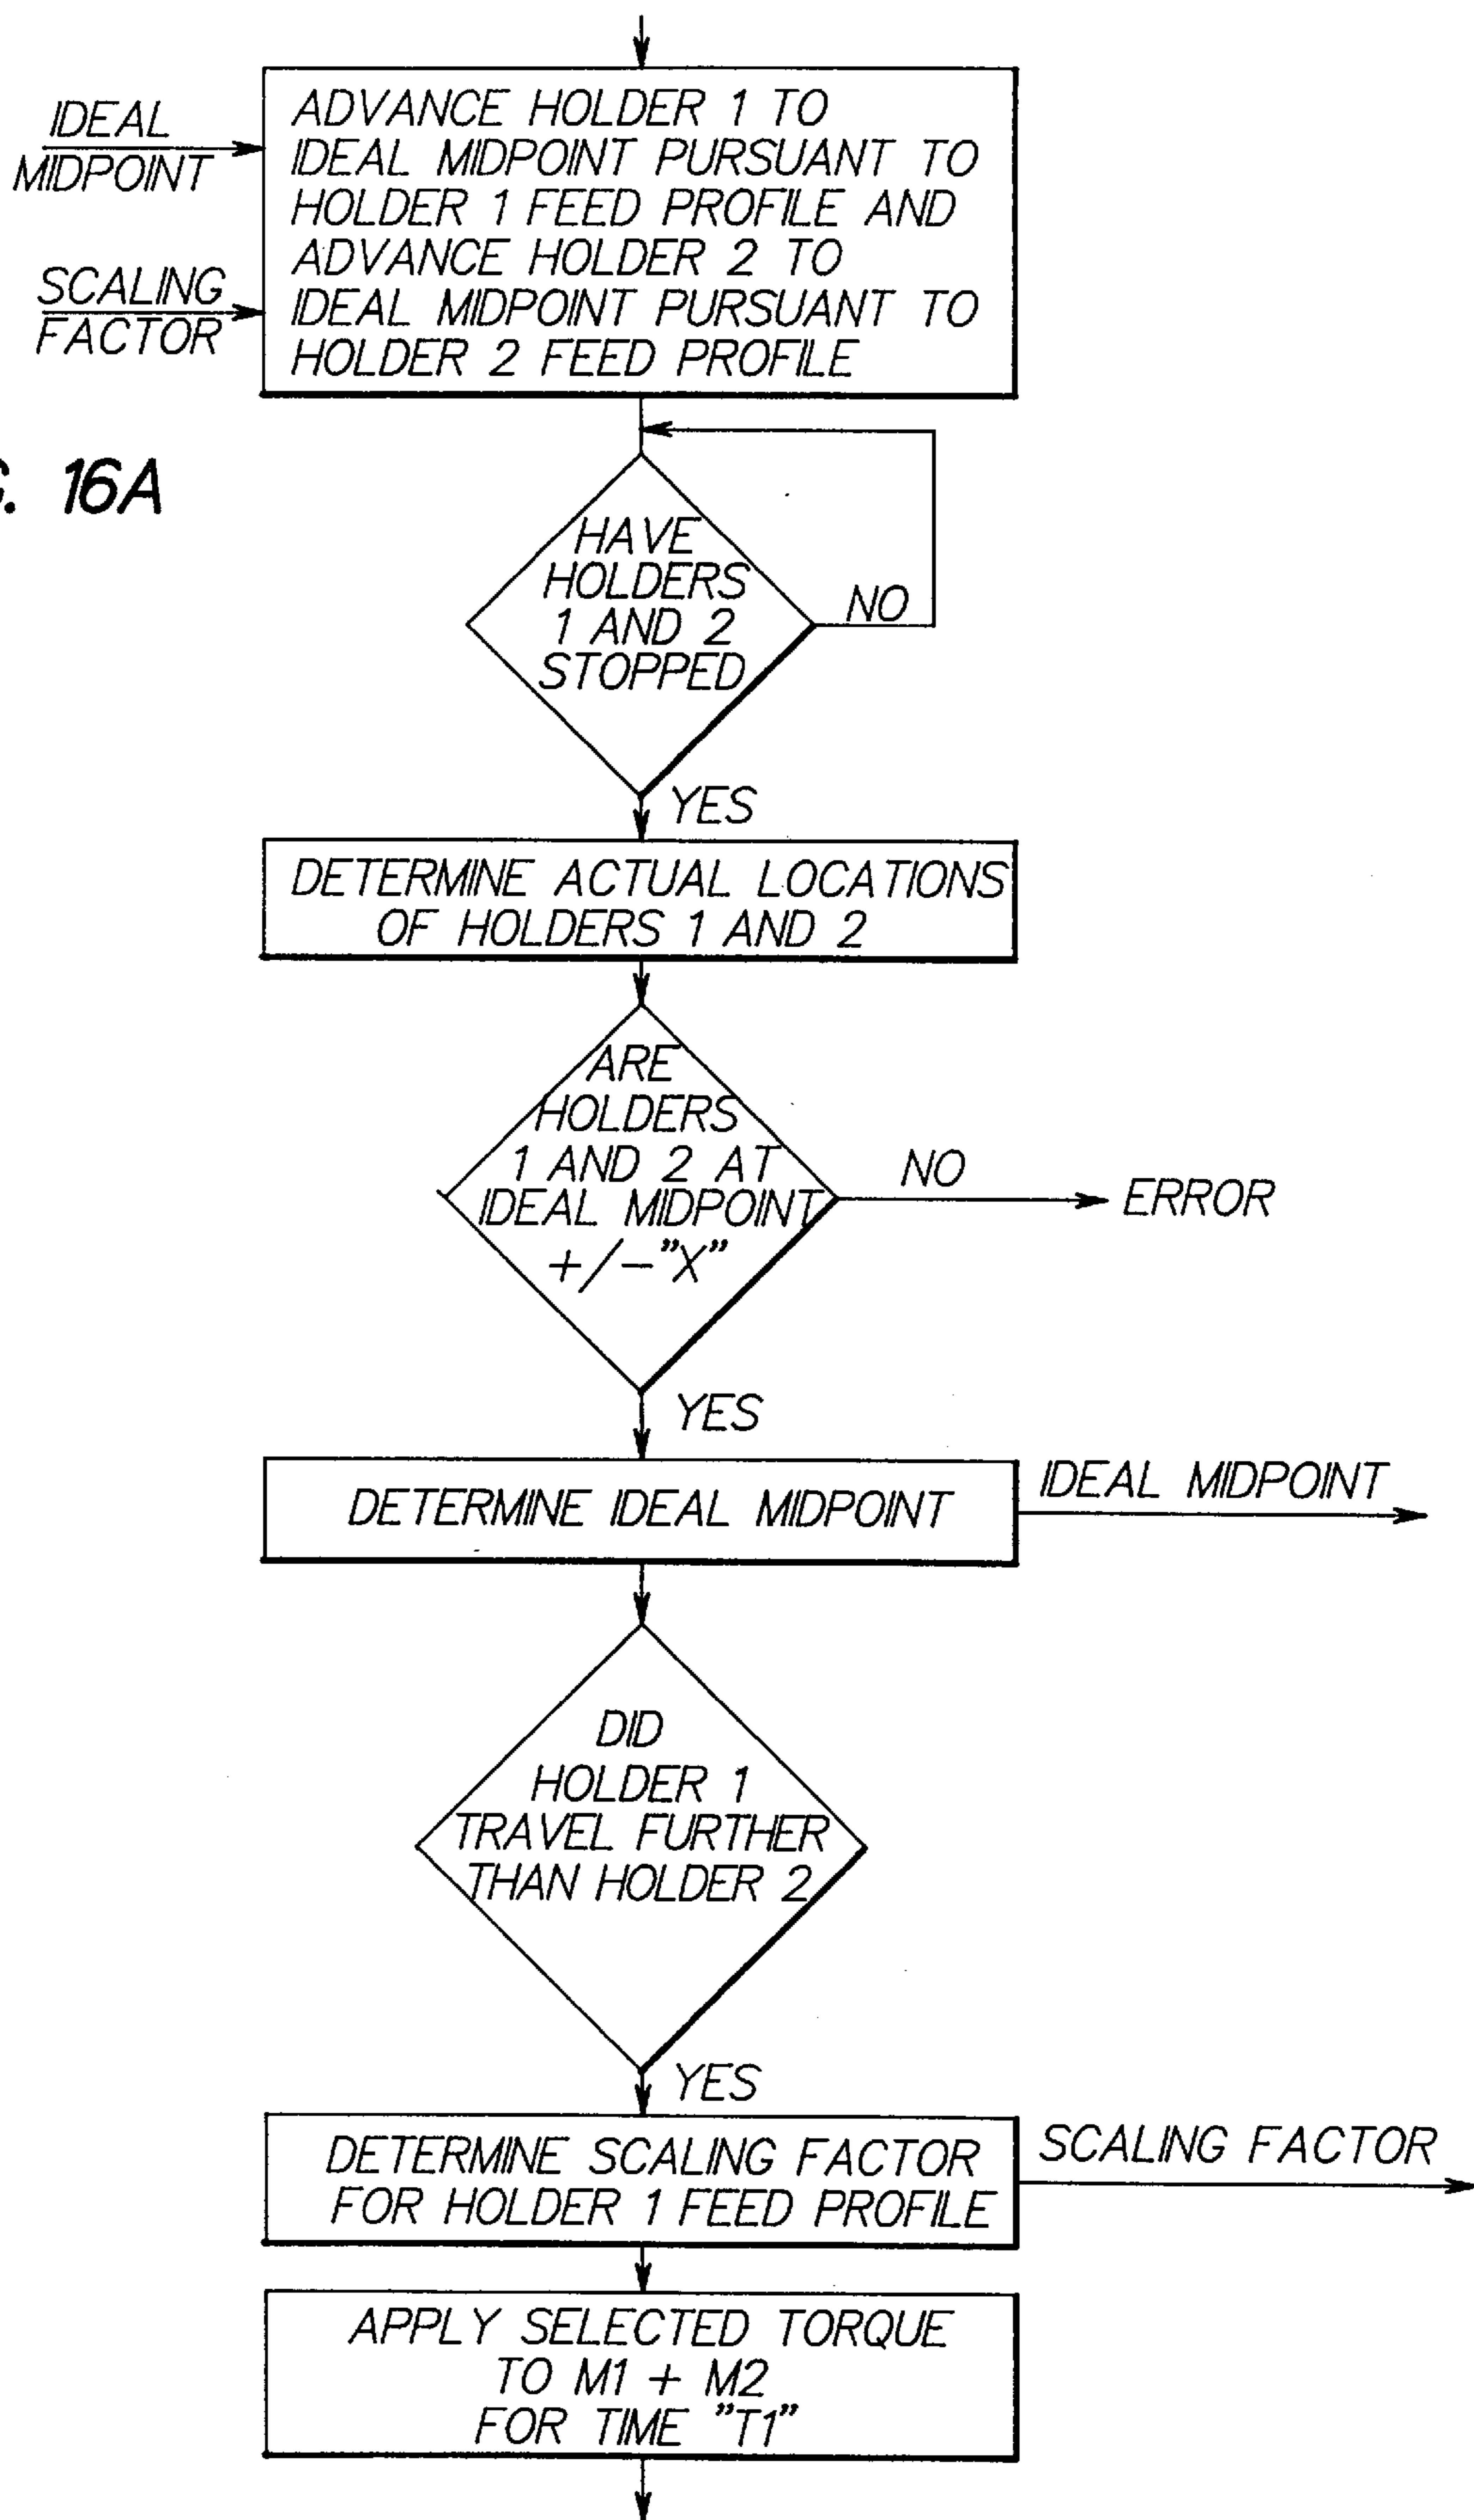 IDEAL
MIDPOINT
SCALING
FACTOR
ADVANCE HOLDER 1 TO
IDEAL MIDPOINT PURSUANT TO
HOLDER 1 FEED PROFILE AND
ADVANCE HOLDER 2 TO
IDEAL MIDPOINT PURSUANT TO
HOLDER 2 FEED PROFILE
16A
HAVE
HOLDERS
1 AND 2
STOPPED
NO
YES
DETERMINE ACTUAL LOCATIONS
OF HOLDERS 1 AND 2
ARE
HOLDERS
1 AND 2 AT
IDEAL MIDPOINT
+/-"X"
NO
ERROR
YES
DETERMINE IDEAL MIDPOINT
IDEAL MIDPOINT
DID
HOLDER 1
TRAVEL FURTHER
THAN HOLDER 2
YES
DETERMINE SCALING FACTOR
FOR HOLDER 1 FEED PROFILE
SCALING FACTOR
APPLY SELECTED TORQUE
TO M1 + M2
FOR TIME "T1"